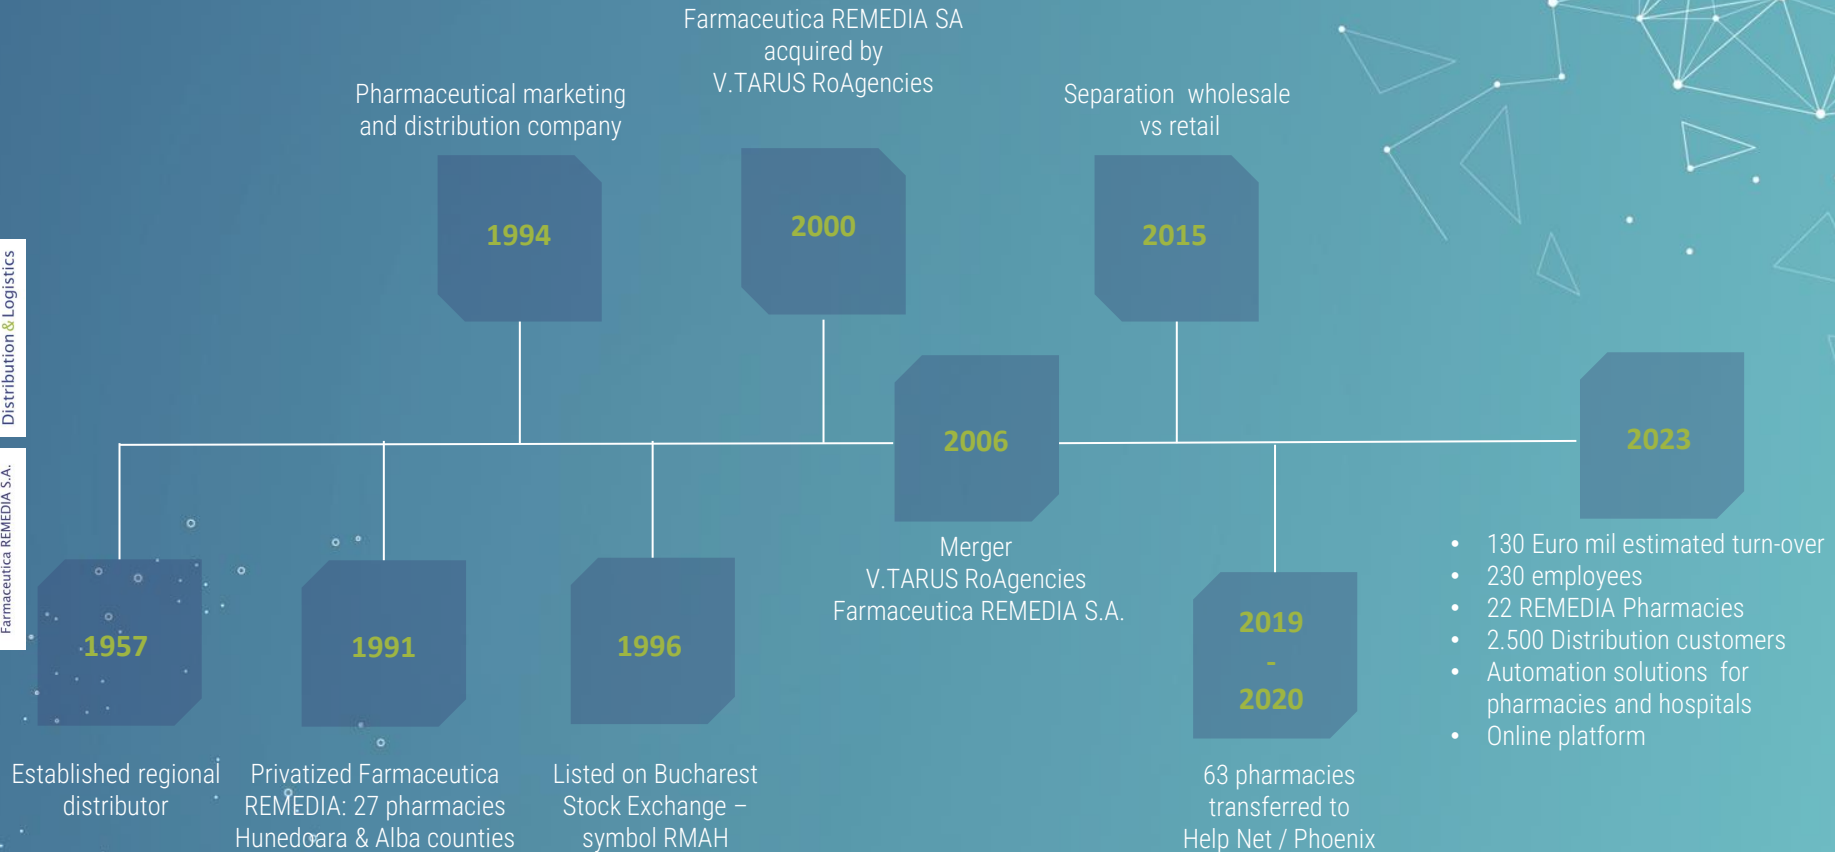 Distribution & Logistics
Farmaceutica REMEDIA S.A.
1957
Established regional
distributor
1991
Privatized Farmaceutica
REMEDIA: 27 pharmacies
Hunedoara & Alba counties
Pharmaceutical marketing
and distribution company
1994
1996
Listed on Bucharest
Stock Exchange –
symbol RMAH
Farmaceutica REMEDIA SA
acquired by
V.TARUS RoAgencies
2000
2006
Merger
V.TARUS RoAgencies
Farmaceutica REMEDIA S.A.
Separation wholesale
vs retail
2015
2019
-
2020
63 pharmacies
transferred to
Help Net / Phoenix
2023
• 130 Euro mil estimated turn-over
• 230 employees
• 22 REMEDIA Pharmacies
• 2.500 Distribution customers
• Automation solutions for
pharmacies and hospitals
• Online platform